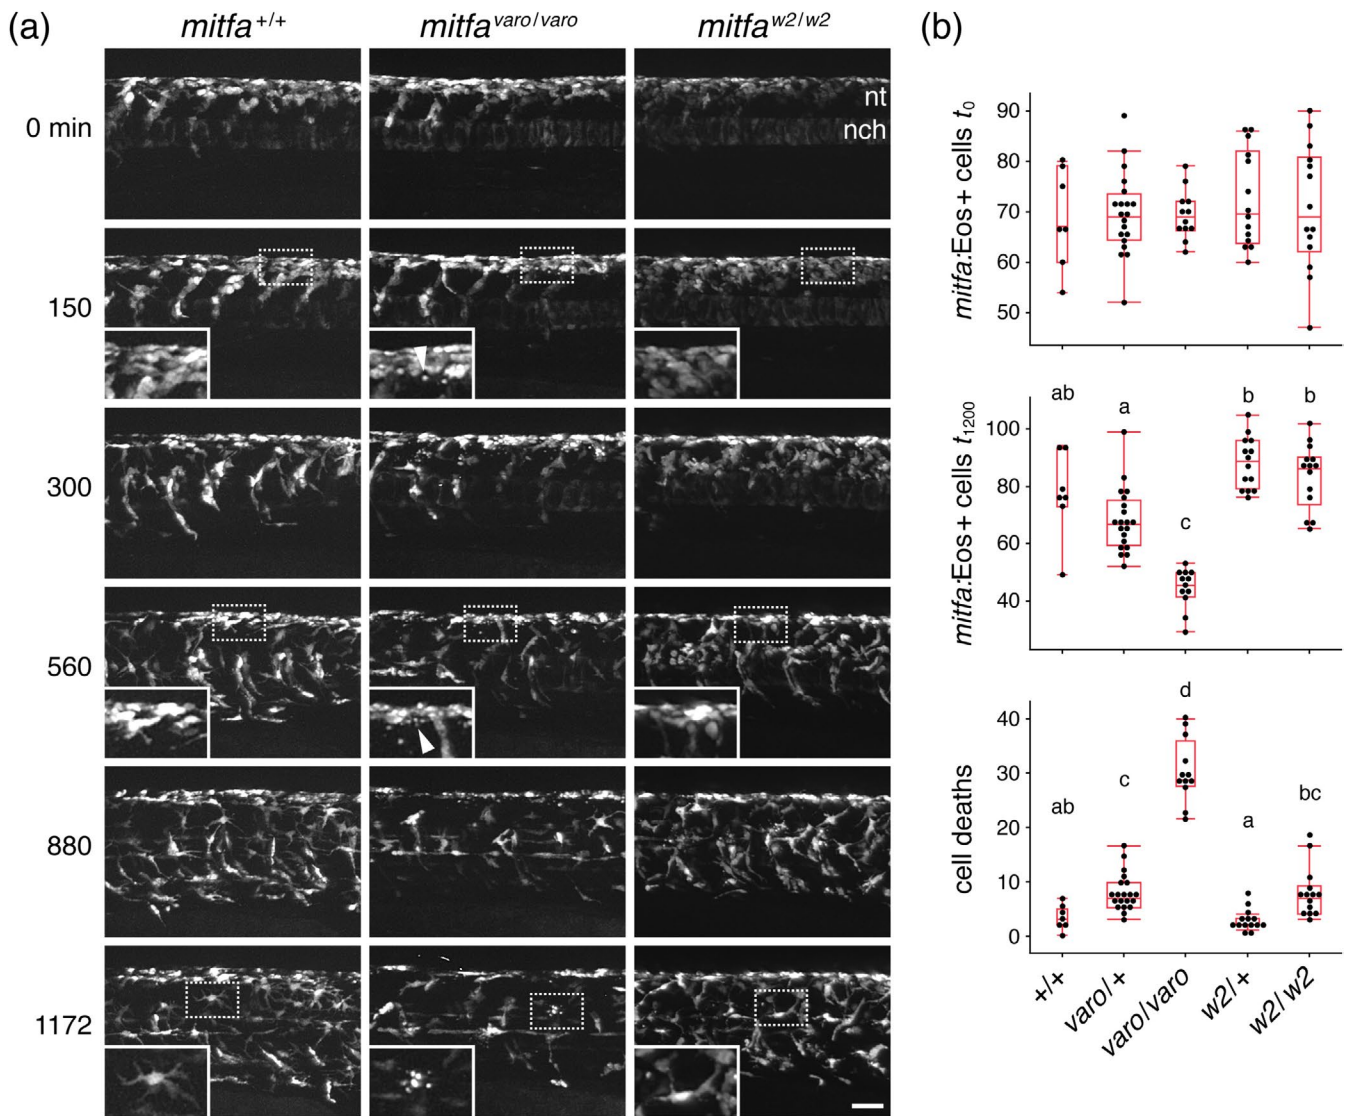 (a)
mitfa+/+
mitfavaro/varo
mitfaw2/w2
0 min
nt
nch
150
300
560
880
1172
(b)
mitfa:Eos+ cells t0
90
80
70
60
50
mitfa:Eos+ cells t1200
100
80
60
40
ab
a
c
b
b
cell deaths
40
30
20
10
0
ab
c
d
a
bc
+/+
varo/+
varo/varo
w2/+
w2/w2